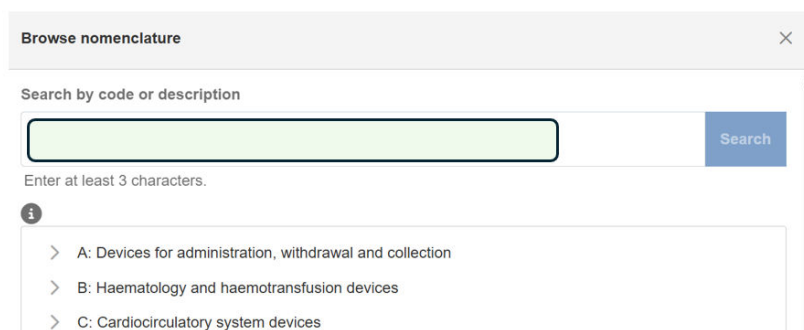 Browse nomenclature
Search by code or description
Search
Enter at least 3 characters.
A: Devices for administration, withdrawal and collection
B: Haematology and haemotransfusion devices
C: Cardiocirculatory system devices